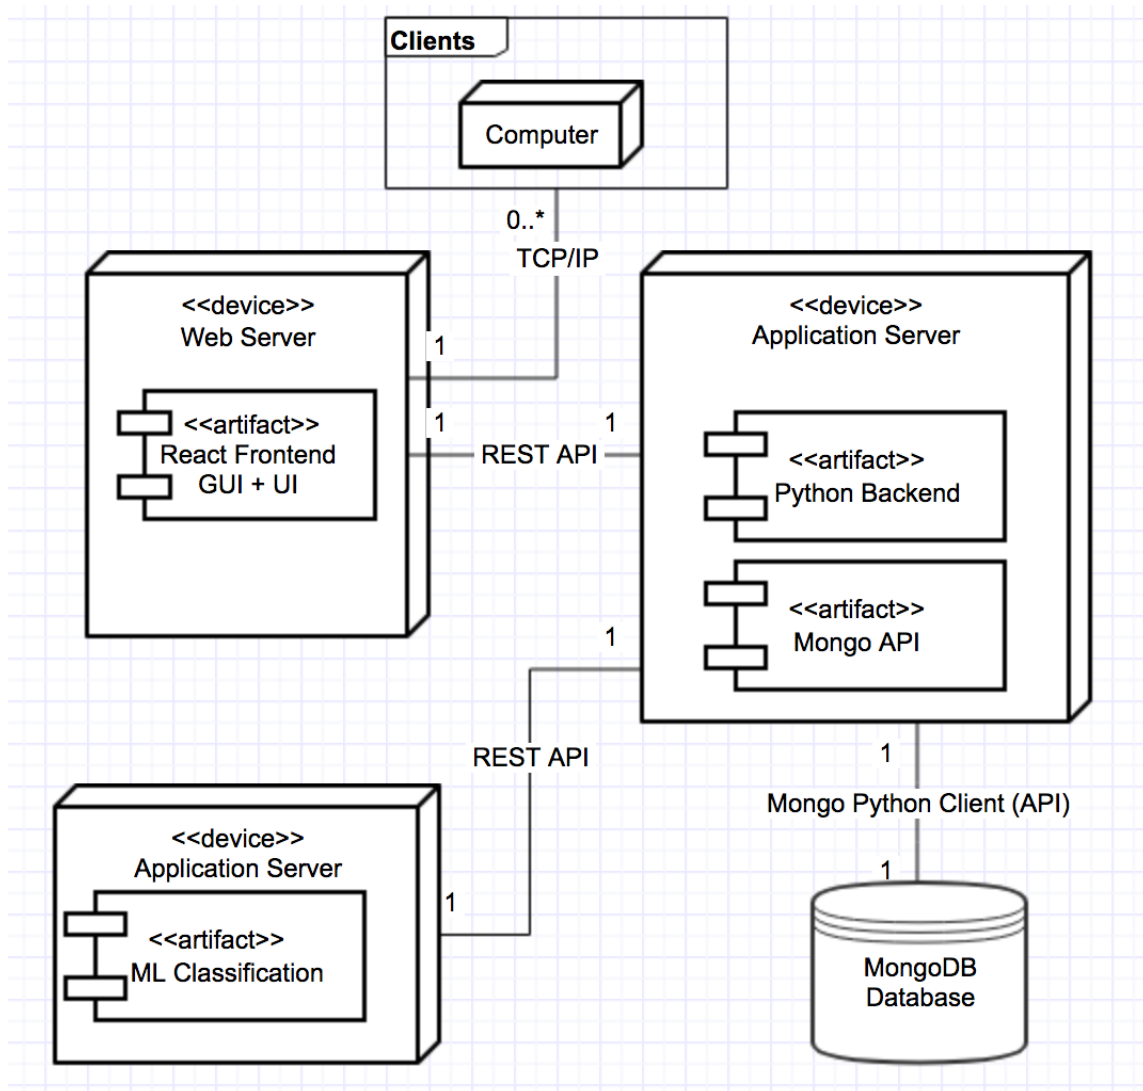 Clients
Computer
0..*
TCP/IP
<<device>>
Web Server
1
<<artifact>>
React Frontend
GUI + UI
1
REST API
1
<<device>>
Application Server
<<artifact>>
Python Backend
<<artifact>>
Mongo API
1
REST API
1
<<device>>
Application Server
<<artifact>>
ML Classification
1
Mongo Python Client (API)
1
MongoDB
Database